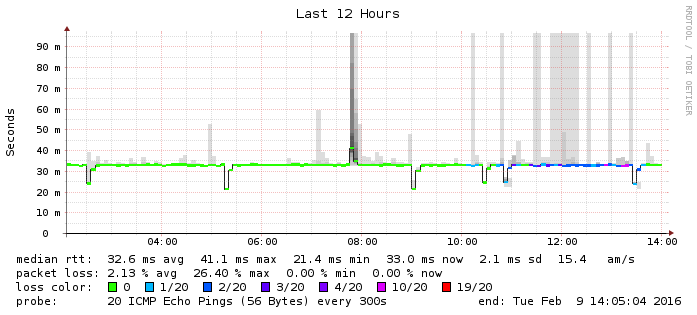 Last 12 Hours
RRDTOOL / TOBI OETIKER
Seconds
90 m
80 m
70 m
60 m
50 m
40 m
30 m
20 m
10 m
0
04:00 06:00 08:00 10:00 12:00 14:00
median rtt: 32.6 ms avg 41.1 ms max 21.4 ms min 33.0 ms now 2.1 ms sd 15.4 am/s
packet loss: 2.13 % avg 26.40 % max 0.00 % min 0.00 % now
loss color: 0 1/20 2/20 3/20 4/20 10/20 19/20
probe: 20 ICMP Echo Pings (56 Bytes) every 300s end: Tue Feb 9 14:05:04 2016